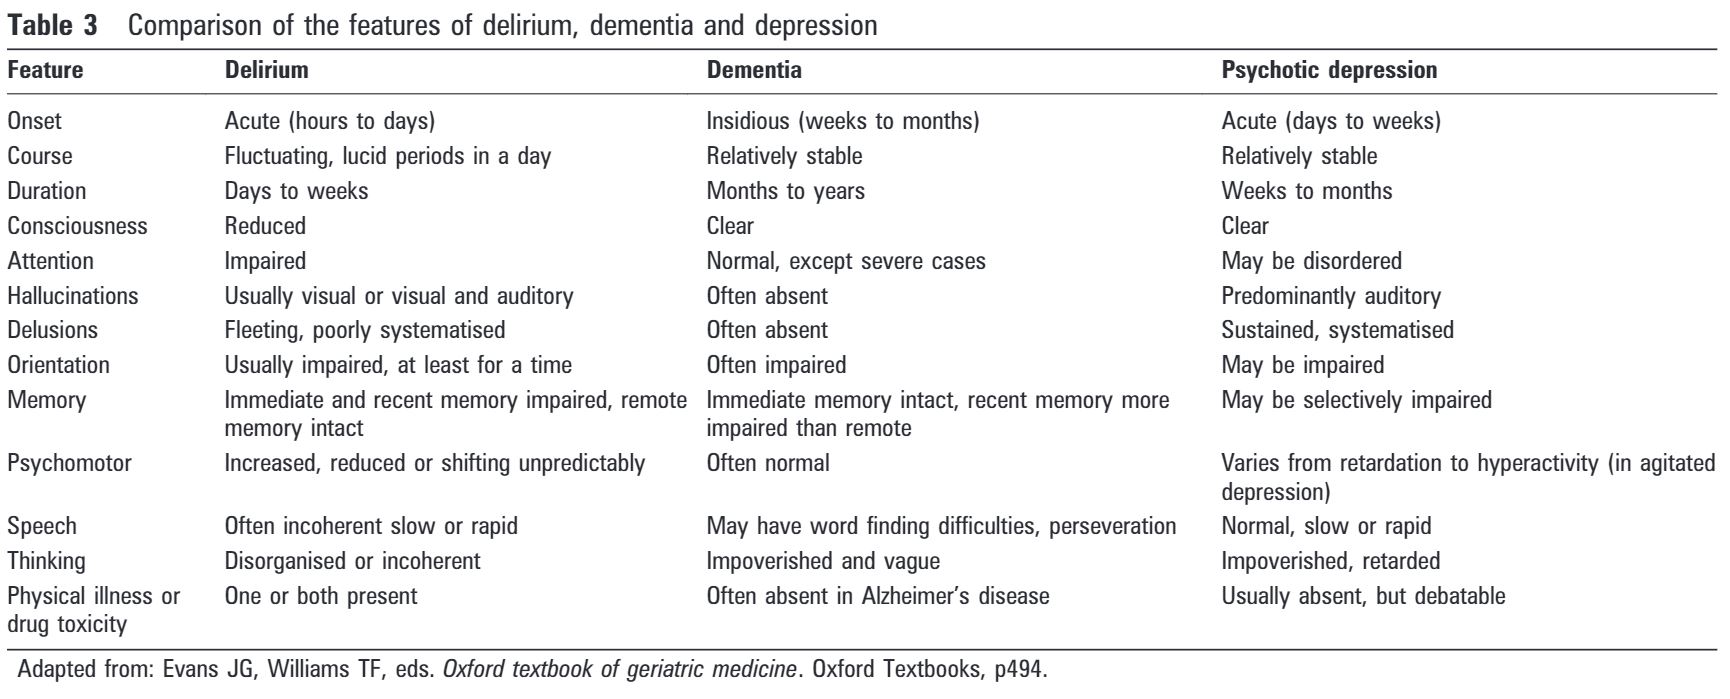 Table 3 Comparison of the features of delirium, dementia and depression
Feature Delirium Dementia Psychotic depression
Onset Acute (hours to days) Insidious (weeks to months) Acute (days to weeks)
Course Fluctuating, lucid periods in a day Relatively stable Relatively stable
Duration Days to weeks Months to years Weeks to months
Consciousness Reduced Clear Clear
Attention Impaired Normal, except severe cases May be disordered
Hallucinations Usually visual or visual and auditory Often absent Predominantly auditory
Delusions Fleeting, poorly systematised Often absent Sustained, systematised
Orientation Usually impaired, at least for a time Often impaired May be impaired
Memory Immediate and recent memory impaired, remote Immediate memory intact, recent memory more May be selectively impaired
memory intact impaired than remote
Psychomotor Increased, reduced or shifting unpredictably Often normal Varies from retardation to hyperactivity (in agitated
depression)
Speech Often incoherent slow or rapid May have word finding difficulties, perseveration Normal, slow or rapid
Thinking Disorganised or incoherent Impoverished and vague Impoverished, retarded
Physical illness or One or both present Often absent in Alzheimer's disease Usually absent, but debatable
drug toxicity
Adapted from: Evans JG, Williams TF, eds. Oxford textbook of geriatric medicine. Oxford Textbooks, p494.